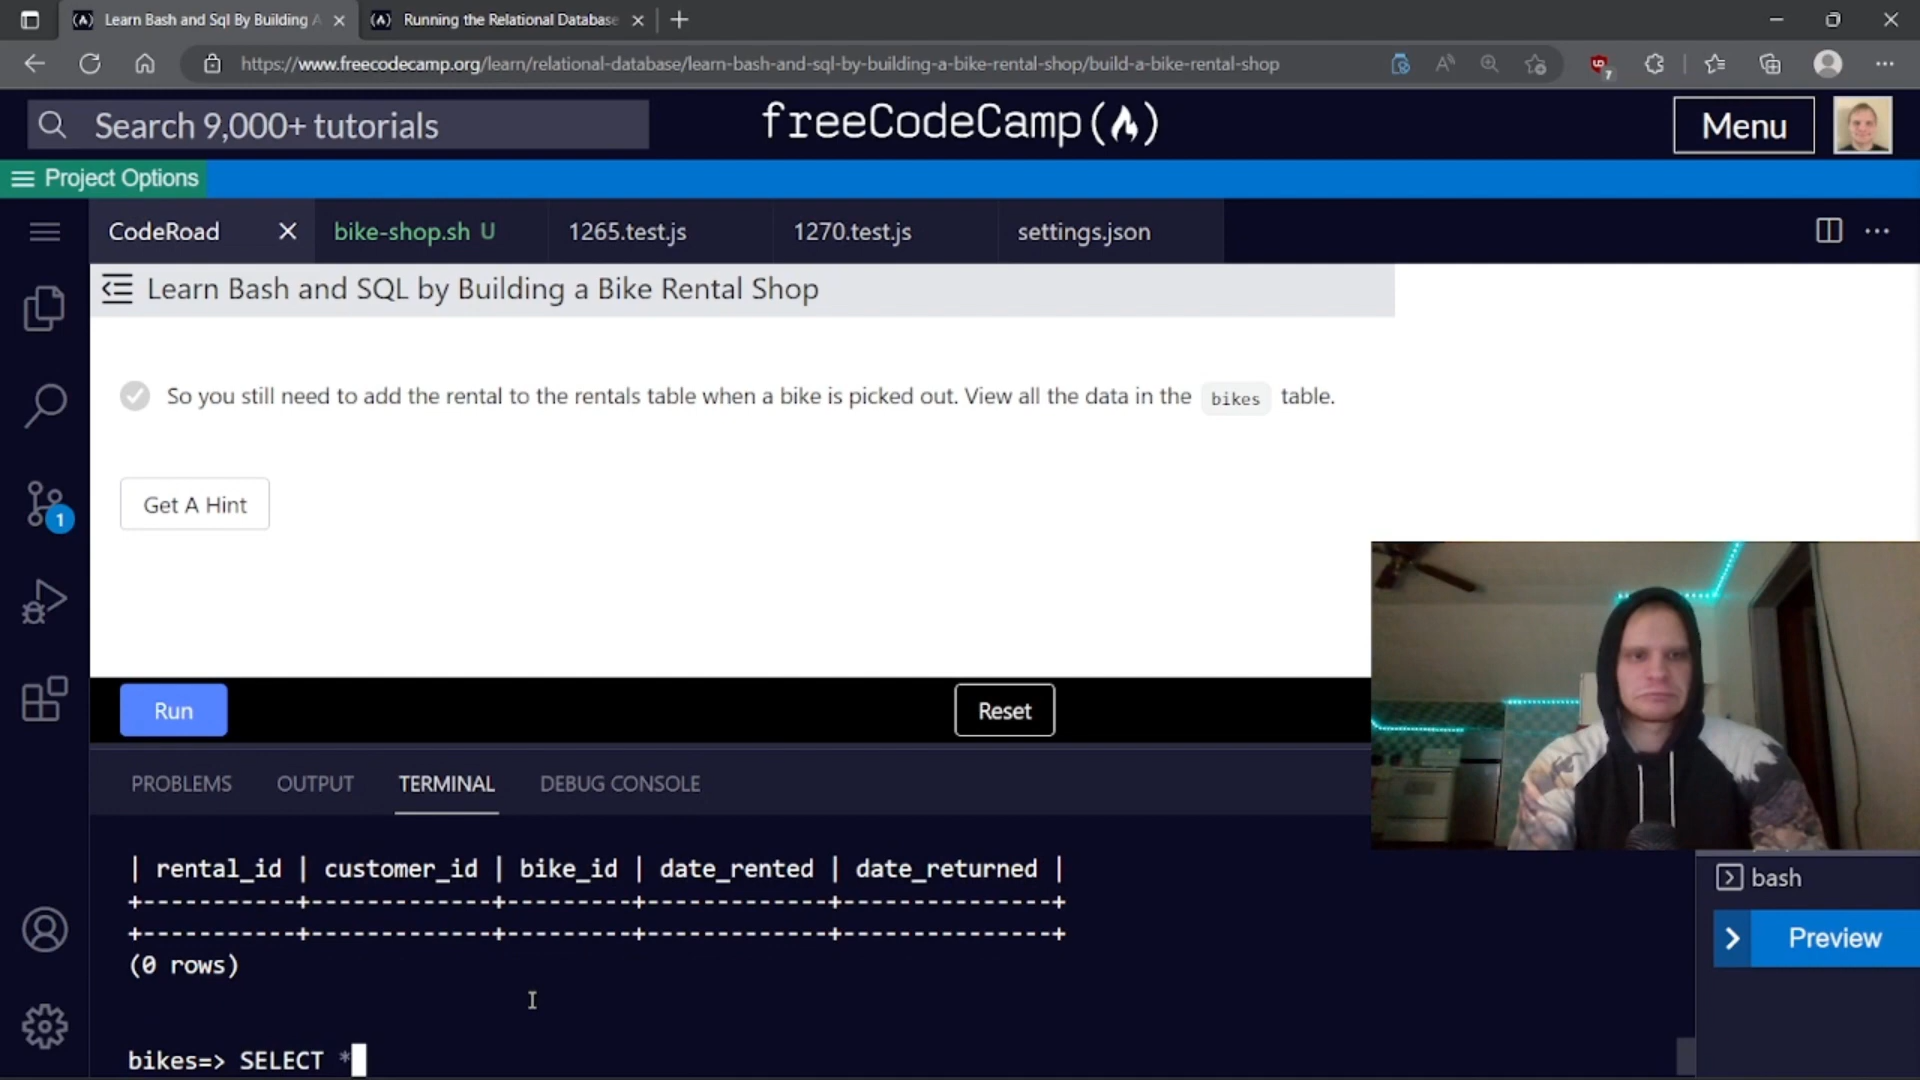 Learn Bash and Sql By Building A
Running the Relational Database
https://www.freecodecamp.org/learn/relational-database/learn-bash-and-sql-by-building-a-bike-rental-shop/build-a-bike-rental-shop
7
Search 9,000+ tutorials
freeCodeCamp(🔥)
Menu
Project Options
CodeRoad
bike-shop.sh U
1265.test.js
1270.test.js
settings.json
Learn Bash and SQL by Building a Bike Rental Shop
So you still need to add the rental to the rentals table when a bike is picked out. View all the data in the bikes table.
Get A Hint
1
Run
Reset
PROBLEMS
OUTPUT
TERMINAL
DEBUG CONSOLE
| rental_id | customer_id | bike_id | date_rented | date_returned |
+-----------+-------------+---------+-------------+---------------+
+-----------+-------------+---------+-------------+---------------+
(0 rows)
bikes=> SELECT *
bash
Preview